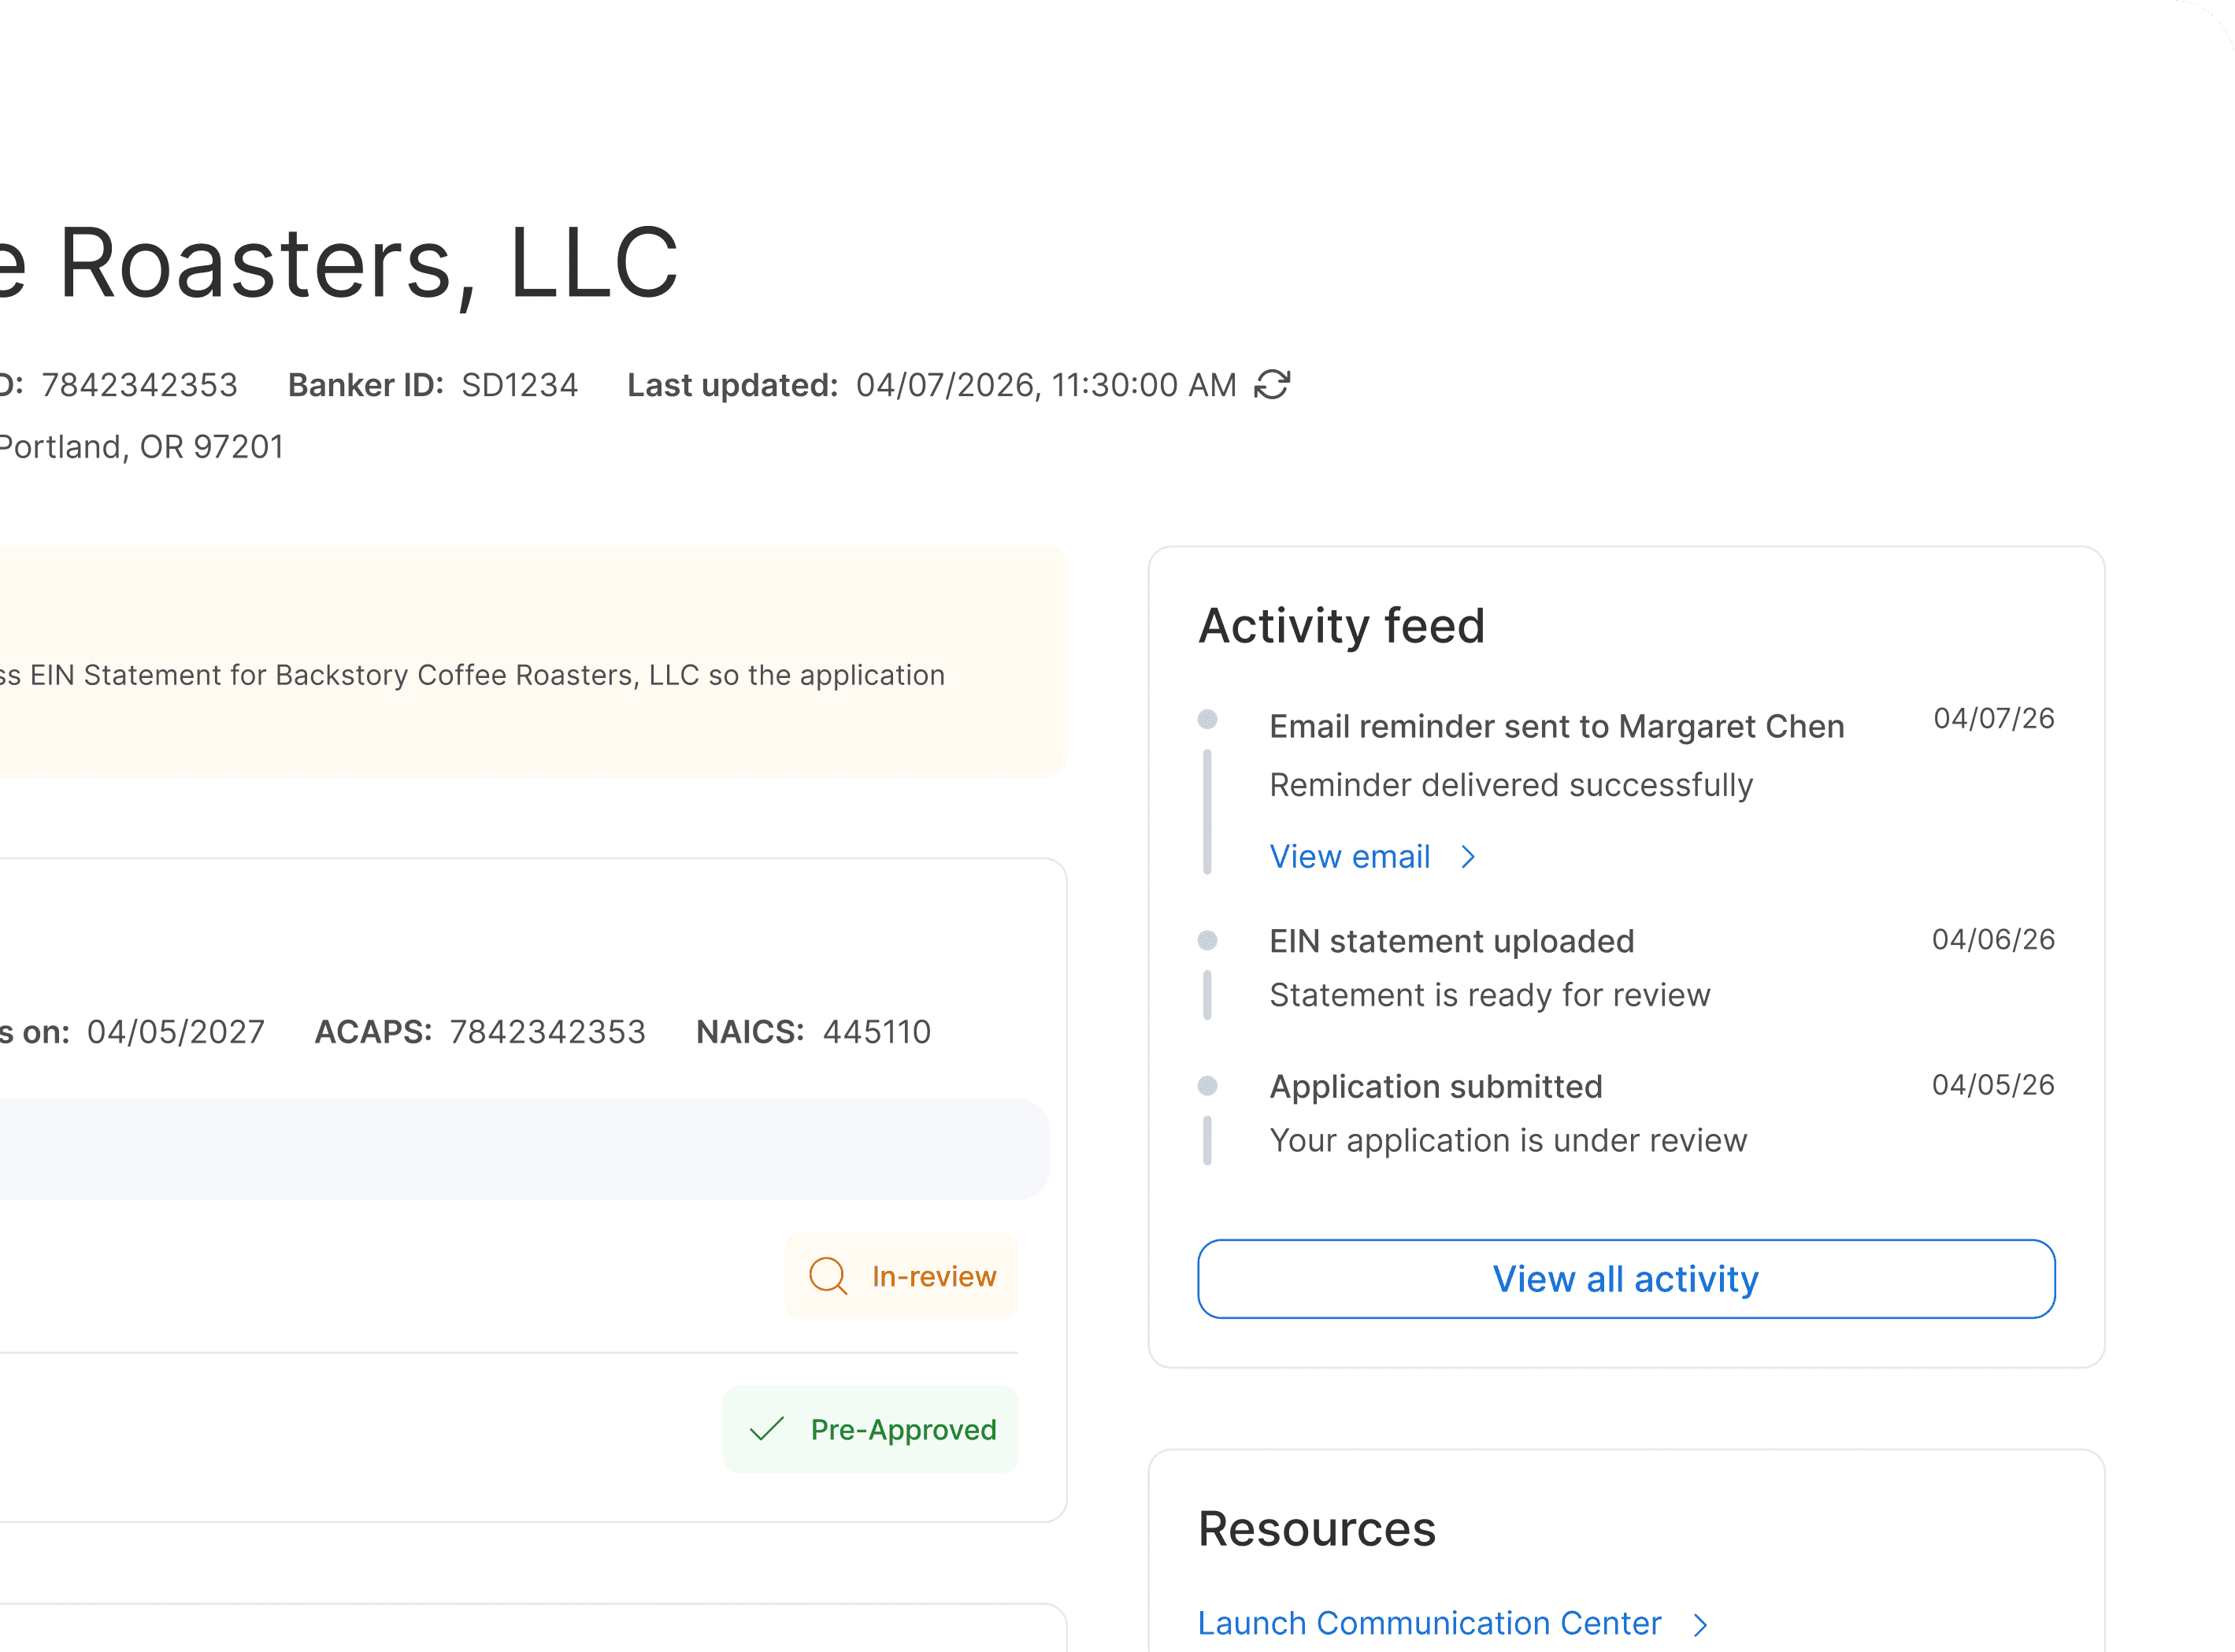 e Roasters, LLC
D: 7842342353 Banker ID: SD1234 Last updated: 04/07/2026, 11:30:00 AM
Portland, OR 97201
ss EIN Statement for Backstory Coffee Roasters, LLC so the application
s on: 04/05/2027 ACAPS: 7842342353 NAICS: 445110
In-review
Pre-Approved
Activity feed
Email reminder sent to Margaret Chen 04/07/26
Reminder delivered successfully
View email
EIN statement uploaded 04/06/26
Statement is ready for review
Application submitted 04/05/26
Your application is under review
View all activity
Resources
Launch Communication Center